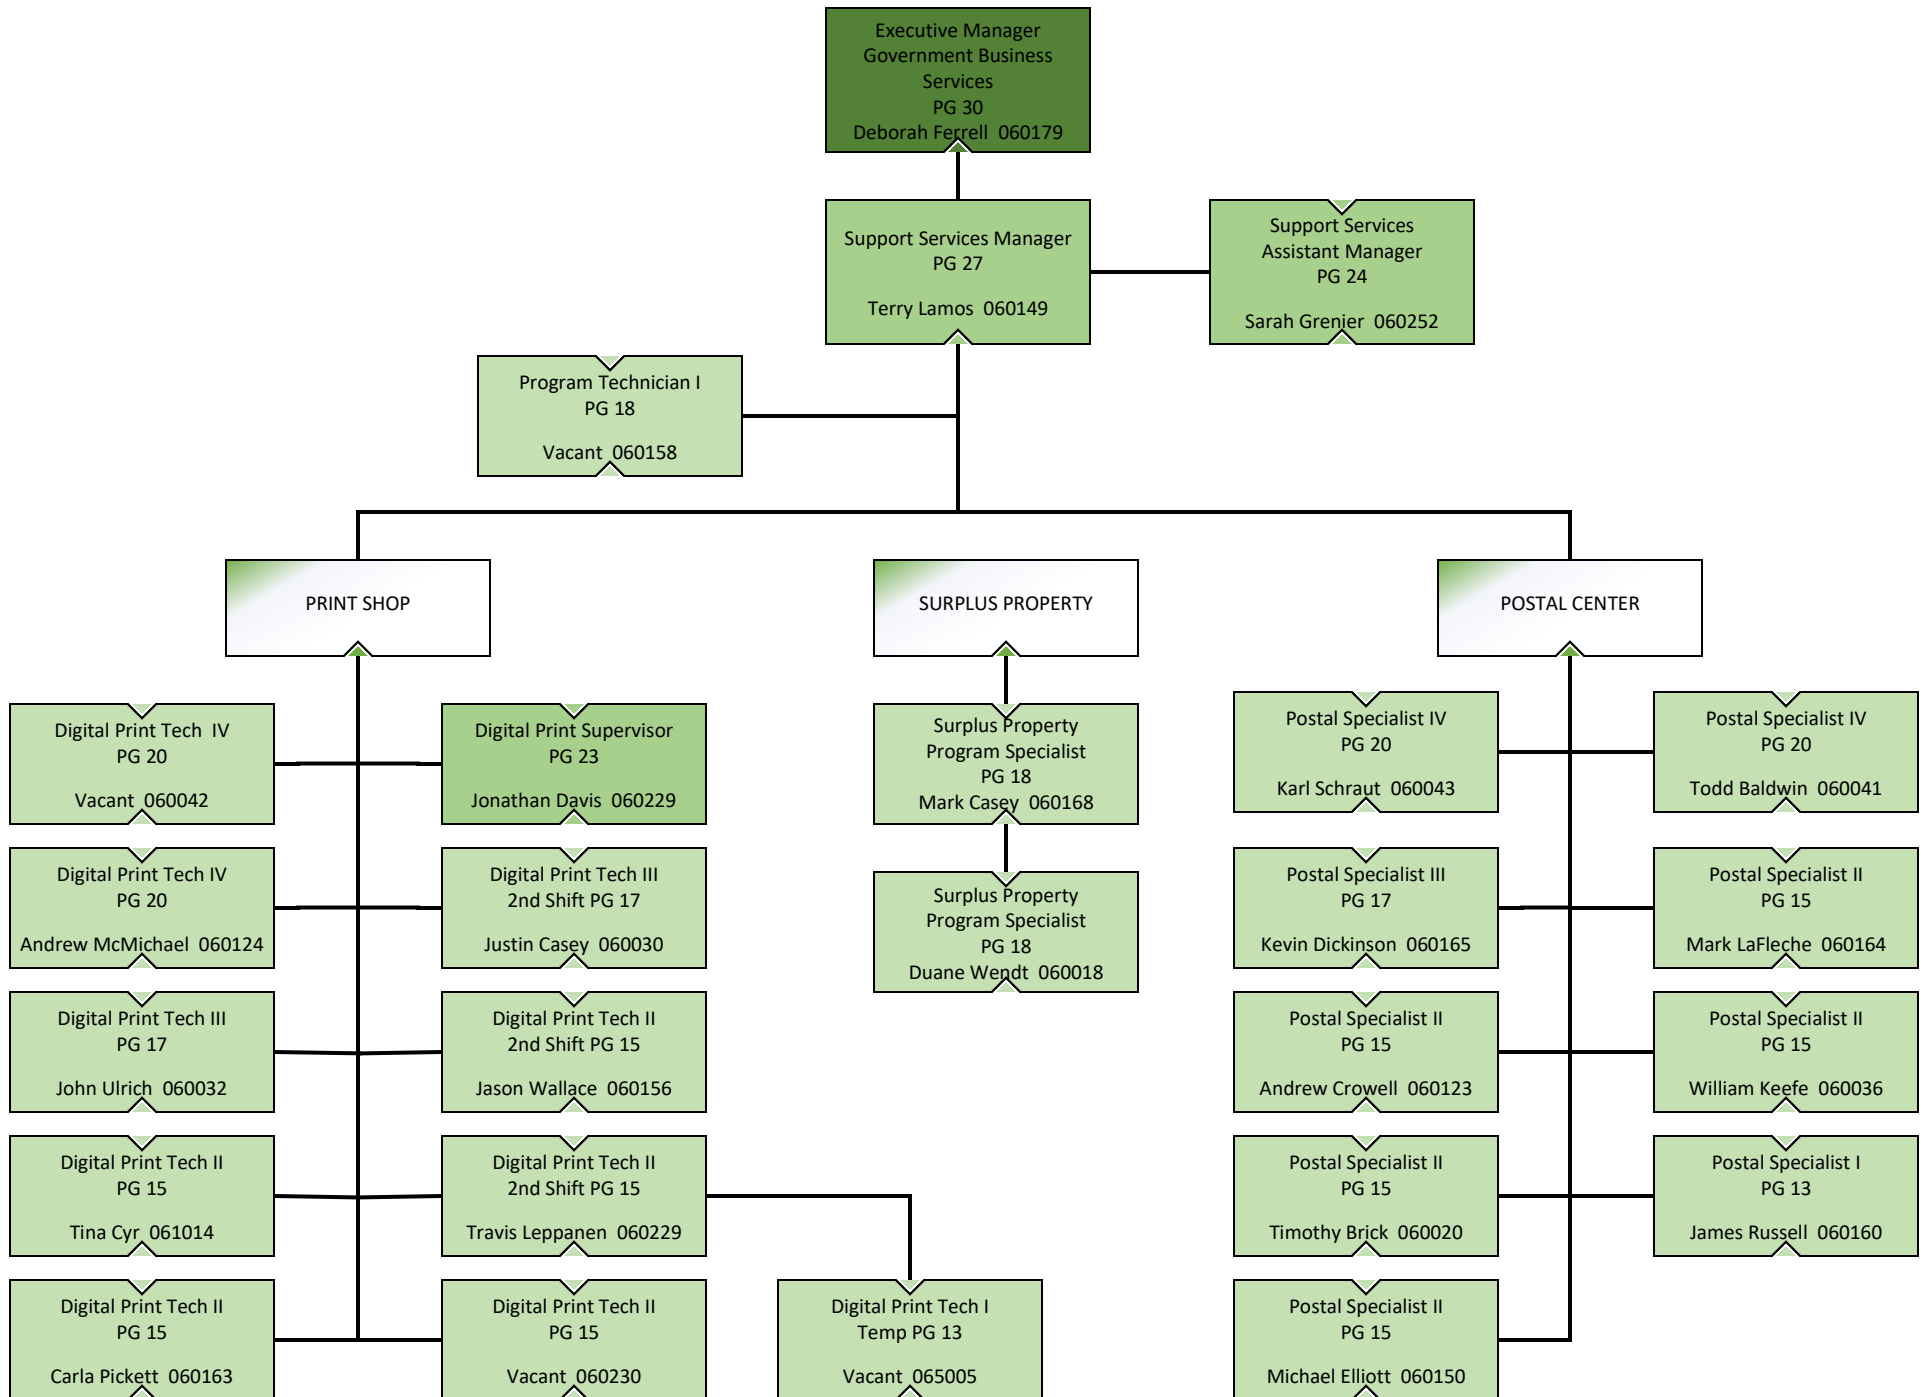 Executive Manager
Government Business
Services
PG 30
Deborah Ferrell 060179
Support Services Manager
PG 27
Terry Lamos 060149
Support Services
Assistant Manager
PG 24
Sarah Grenier 060252
Program Technician I
PG 18
Vacant 060158
PRINT SHOP
SURPLUS PROPERTY
POSTAL CENTER
Digital Print Tech IV
PG 20
Vacant 060042
Digital Print Supervisor
PG 23
Jonathan Davis 060229
Surplus Property
Program Specialist
PG 18
Mark Casey 060168
Postal Specialist IV
PG 20
Karl Schraut 060043
Postal Specialist IV
PG 20
Todd Baldwin 060041
Digital Print Tech IV
PG 20
Andrew McMichael 060124
Digital Print Tech III
2nd Shift PG 17
Justin Casey 060030
Surplus Property
Program Specialist
PG 18
Duane Wendt 060018
Postal Specialist III
PG 17
Kevin Dickinson 060165
Postal Specialist II
PG 15
Mark LaFleche 060164
Digital Print Tech III
PG 17
John Ulrich 060032
Digital Print Tech II
2nd Shift PG 15
Jason Wallace 060156
Postal Specialist II
PG 15
Andrew Crowell 060123
Postal Specialist II
PG 15
William Keefe 060036
Digital Print Tech II
PG 15
Tina Cyr 061014
Digital Print Tech II
2nd Shift PG 15
Travis Leppanen 060229
Postal Specialist II
PG 15
Timothy Brick 060020
Postal Specialist I
PG 13
James Russell 060160
Digital Print Tech II
PG 15
Carla Pickett 060163
Digital Print Tech II
PG 15
Vacant 060230
Digital Print Tech I
Temp PG 13
Vacant 065005
Postal Specialist II
PG 15
Michael Elliott 060150